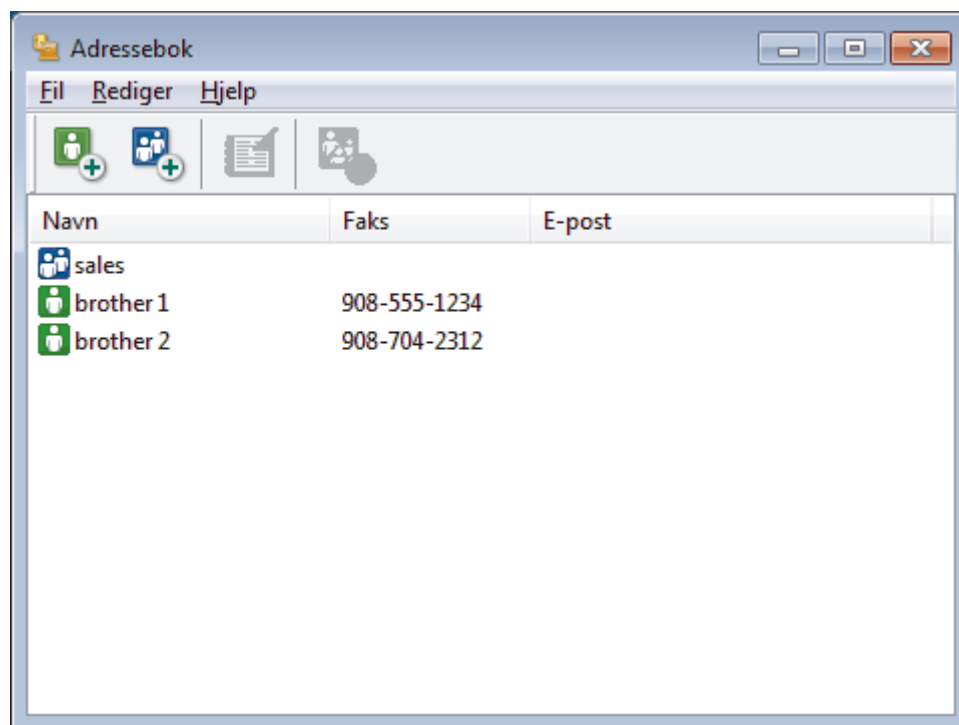 Adressebok
Fil Rediger Hjelp
Navn Faks E-post
sales
brother 1 908-555-1234
brother 2 908-704-2312